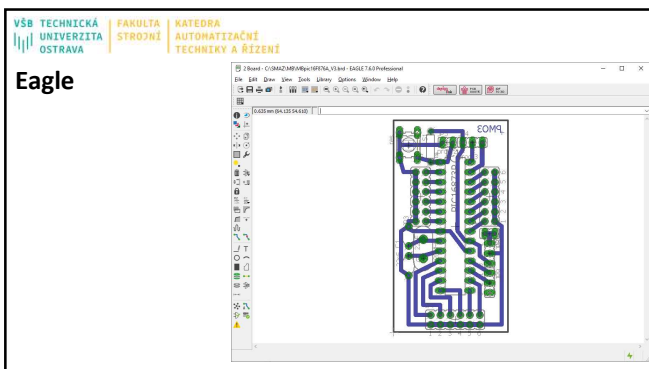 VŠB TECHNICKÁ
UNIVERZITA
OSTRAVA
FAKULTA
STROJNÍ
KATEDRA
AUTOMATIZAČNÍ
TECHNIKY A ŘÍZENÍ
Eagle
2 Board - C:\SMAZ\MB\MBpic16F876A_V3.brd - EAGLE 7.6.0 Professional
File Edit Draw View Tools Library Options Window Help
0.635 mm (64.135 54.610)
PMO3